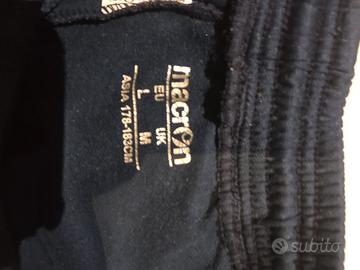 macron
EU UK
L M
ASIA 178-183CM
subito